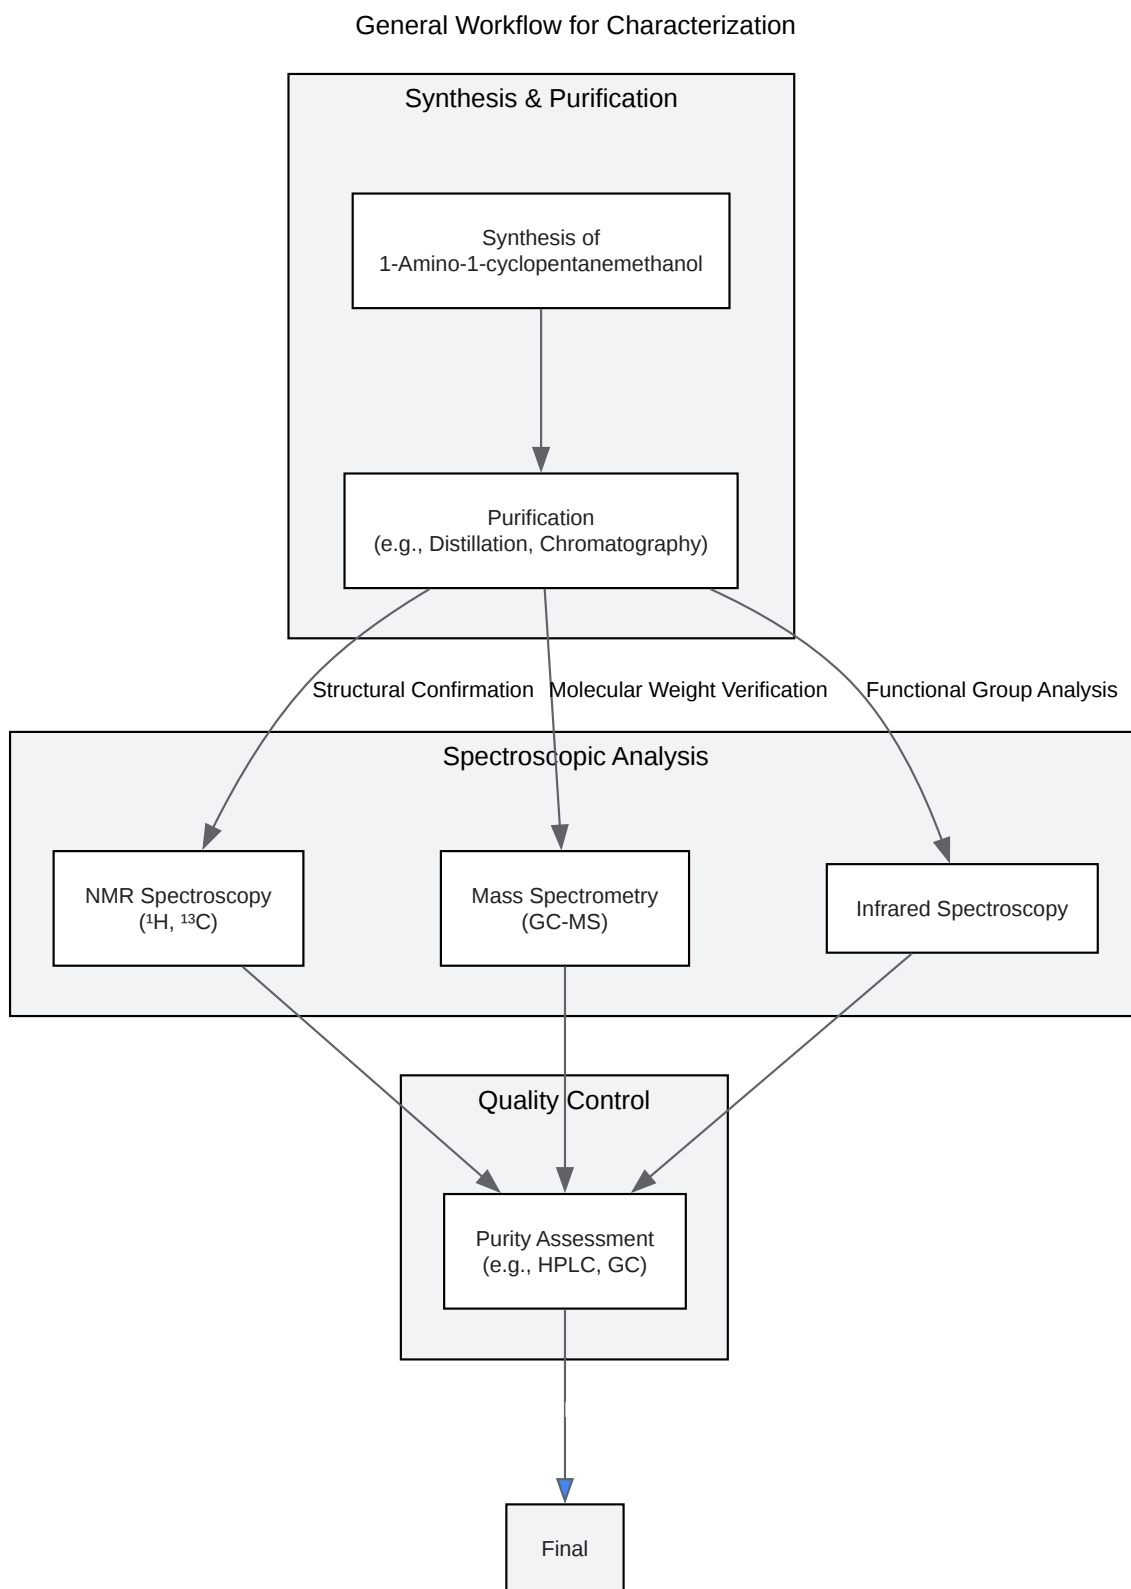 General Workflow for Characterization
Synthesis & Purification
Synthesis of
1-Amino-1-cyclopentanemethanol
Purification
(e.g., Distillation, Chromatography)
Structural Confirmation
Molecular Weight Verification
Functional Group Analysis
Spectroscopic Analysis
NMR Spectroscopy
(¹H, ¹³C)
Mass Spectrometry
(GC-MS)
Infrared Spectroscopy
Quality Control
Purity Assessment
(e.g., HPLC, GC)
Final